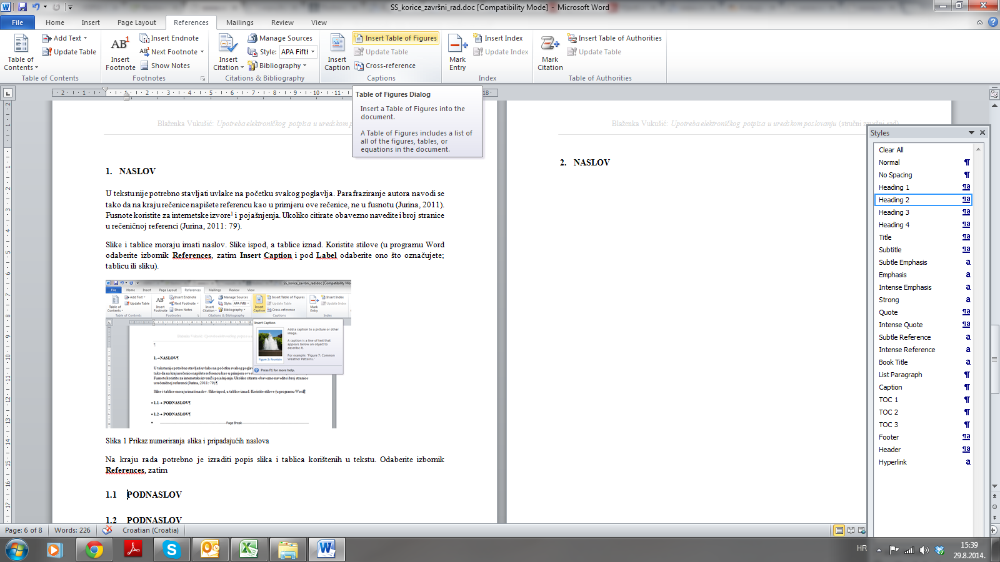 SS_korice_završni_rad.doc [Compatibility Mode] - Microsoft Word
File Home Insert Page Layout References Mailings Review View
Table of Contents
Add Text
Update Table
Table of Contents
AB1
Insert Footnote
Insert Endnote
Next Footnote
Show Notes
Footnotes
Insert Citation
Manage Sources
Style: APA Fift
Bibliography
Citations & Bibliography
Insert Caption
Insert Table of Figures
Update Table
Cross-reference
Captions
Mark Entry
Insert Index
Update Index
Index
Mark Citation
Insert Table of Authorities
Update Table
Table of Authorities
Table of Figures Dialog
Insert a Table of Figures into the
document.
A Table of Figures includes a list of
all of the figures, tables, or
equations in the document.
Blaženka Vukušić: Upotreba elektroničkog potpisa u uredskom
1. NASLOV
U tekstu nije potrebno stavljati uvlake na početku svakog poglavlja. Parafraziranje autora navodi se
tako da na kraju rečenice napišete referencu kao u primjeru ove rečenice, ne u fusnotu (Jurina, 2011).
Fusnote koristite za internetske izvore1 i pojašnjenja. Ukoliko citirate obavezno navedite i broj stranice
u rečeničnoj referenci (Jurina, 2011: 79).
Slike i tablice moraju imati naslov. Slike ispod, a tablice iznad. Koristite stilove (u programu Word
odaberite izbornik References, zatim Insert Caption i pod Label odaberite ono što označujete;
tablicu ili sliku).
SS_korice_završni_rad.doc [Compatibility Mode
File Home Insert Page Layout References Mailings Review View
Table of Contents
Add Text
Update Table
Table of Contents
AB1
Insert Footnote
Insert Endnote
Next Footnote
Show Notes
Footnotes
Insert Citation
Manage Sources
Style: APA Fift
Bibliography
Citations & Bibliography
Insert Caption
Insert Table of Figures
Update Table
Cross-reference
Captions
Mark Entry
Insert Index
Update Index
Index
Insert Caption
Add a caption to a picture or other
image.
A caption is a line of text that
appears below an object to
describe it.
For example: "Figure 7: Common
Weather Patterns."
Figure 2: Fountain
Press F1 for more help.
1.→NASLOV¶
U tekstu nije potrebno stavljati uvlake na početku svakog poglav
tako da na kraju rečenice napišete referencu kao u primjeru ove
Fusnote koristite za internetske izvore1 i pojašnjenja. Ukoliko citirate obavezno navedite i broj stranice
u rečeničnoj referenci (Jurina, 2011: 79).¶
Slike i tablice moraju imati naslov. Slike ispod, a tablice iznad. Koristite stilove (u programu Word
1.1→PODNASLOV¶
1.2→PODNASLOV¶
Page Break
Slika 1 Prikaz numeriranja slika i pripadajućih naslova
Na kraju rada potrebno je izraditi popis slika i tablica korištenih u tekstu. Odaberite izbornik
References, zatim
1.1 PODNASLOV
1.2 PODNASLOV
Blaženka Vukušić: Upotreba elektroničkog potpisa u uredskom poslovanju (stručni završni rad)
2. NASLOV
Styles
Clear All
Normal
No Spacing
Heading 1
Heading 2
Heading 3
Heading 4
Title
Subtitle
Subtle Emphasis
Emphasis
Intense Emphasis
Strong
Quote
Intense Quote
Subtle Reference
Intense Reference
Book Title
List Paragraph
Caption
TOC 1
TOC 2
TOC 3
Footer
Header
Hyperlink
Page: 6 of 8 Words: 226 Croatian (Croatia)
HR
15:39
29.8.2014.